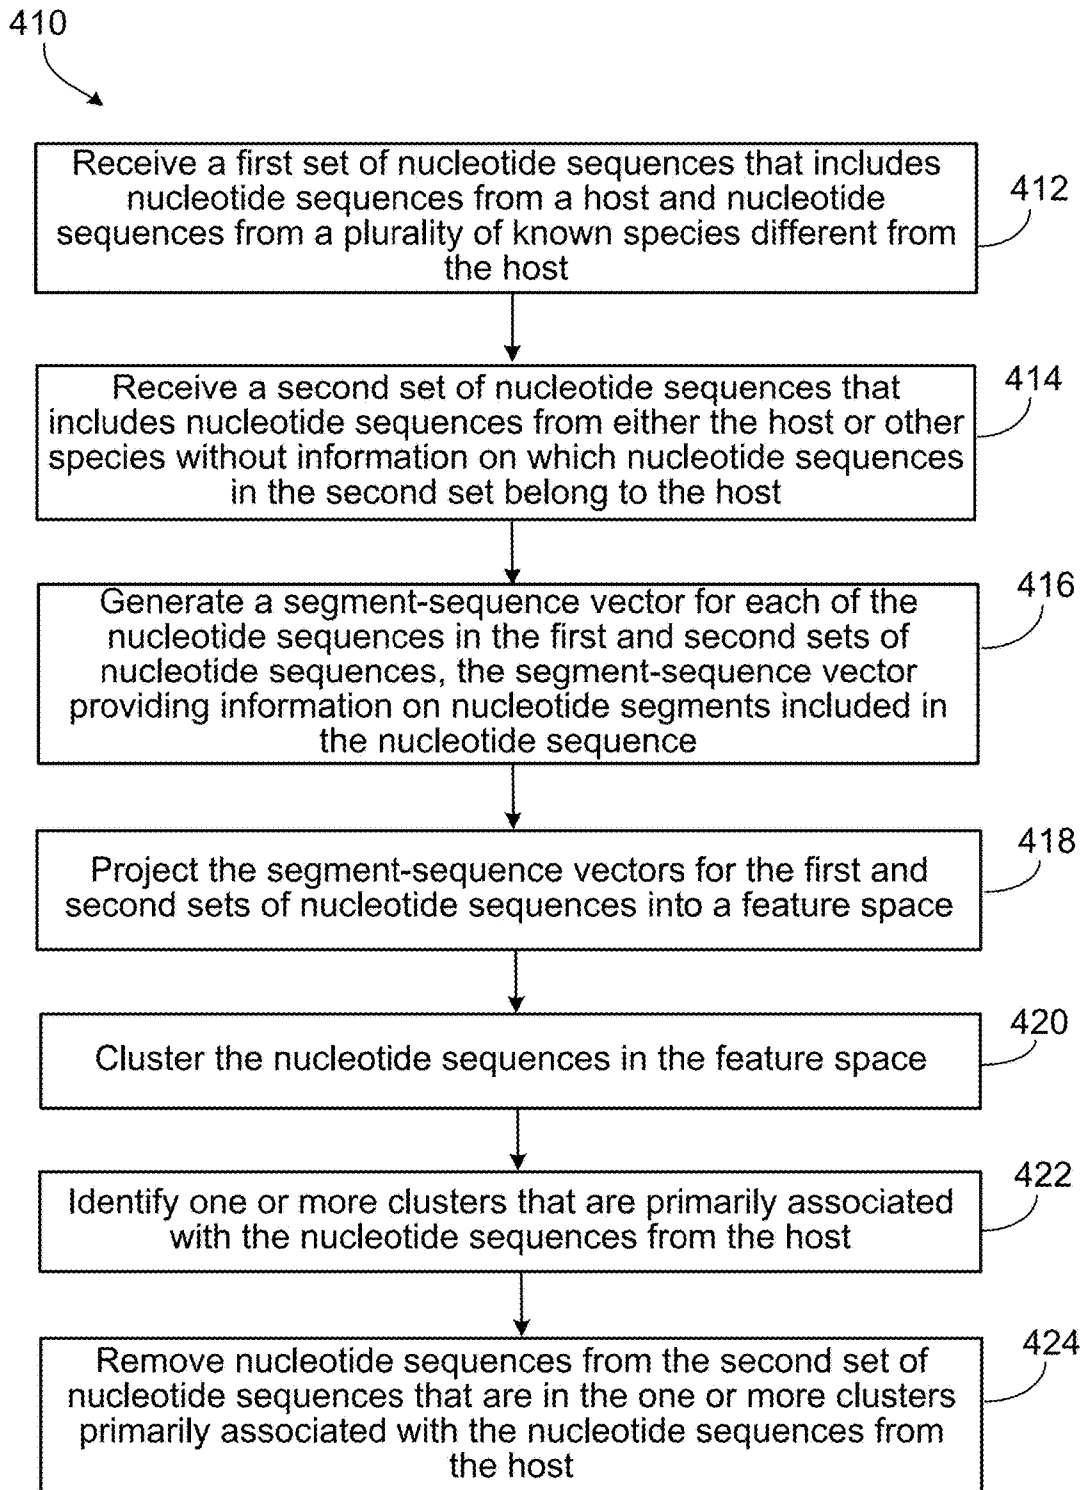 410
Receive a first set of nucleotide sequences that includes
nucleotide sequences from a host and nucleotide
sequences from a plurality of known species different from
the host
412
Receive a second set of nucleotide sequences that
includes nucleotide sequences from either the host or other
species without information on which nucleotide sequences
in the second set belong to the host
414
Generate a segment-sequence vector for each of the
nucleotide sequences in the first and second sets of
nucleotide sequences, the segment-sequence vector
providing information on nucleotide segments included in
the nucleotide sequence
416
Project the segment-sequence vectors for the first and
second sets of nucleotide sequences into a feature space
418
Cluster the nucleotide sequences in the feature space
420
Identify one or more clusters that are primarily associated
with the nucleotide sequences from the host
422
Remove nucleotide sequences from the second set of
nucleotide sequences that are in the one or more clusters
primarily associated with the nucleotide sequences from
the host
424